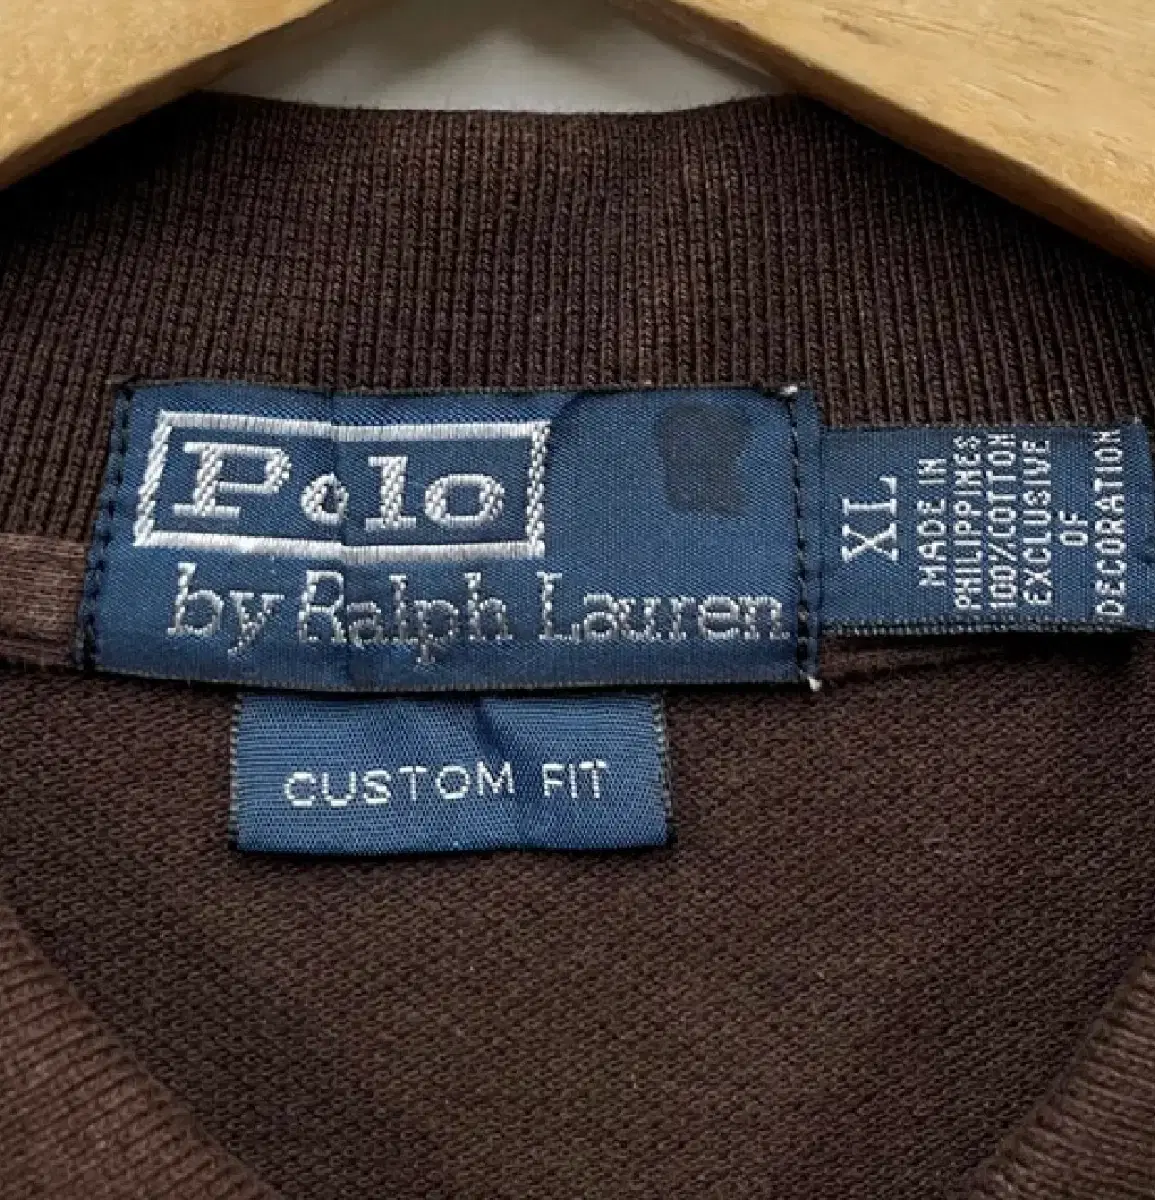 Polo
by Ralph Lauren
XL
MADE IN
PHILIPPINES
100%COTTON
EXCLUSIVE
OF
DECORATION
CUSTOM FIT